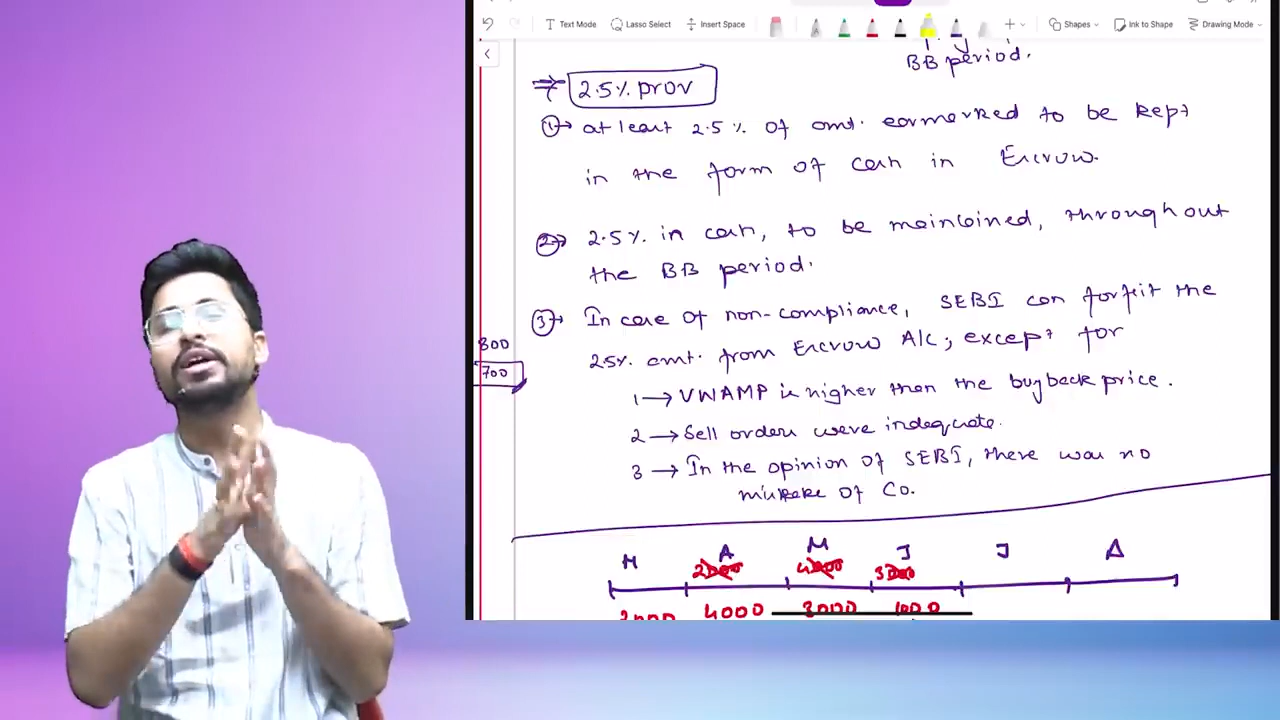 Text Mode Lasso Select Insert Space Shapes Ink to Shape Drawing Mode
BB period.
2.5% prov
1 → at least 2.5% of amt. earmarked to be kept
in the form of cash in Escrow.
2 → 2.5% in cash, to be maintained, throughout
the BB period.
3 → In case of non-compliance, SEBI can forfeit the
2.5% amt. from Escrow A/c; except for
1 → VWAMP is higher than the buyback price.
2 → Sell orders were indequate.
3 → In the opinion of SEBI, there was no
mistake of Co.
800
700
M A M J J A
2000 4000 3000
4000 3000 1000